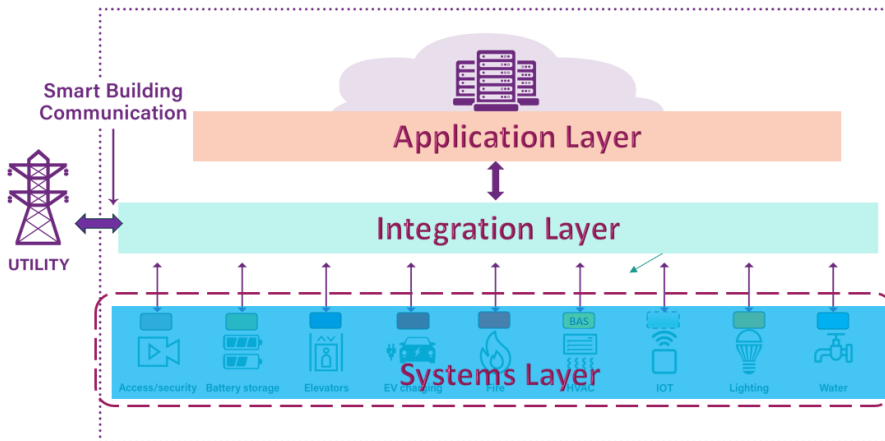 Smart Building
Communication
Application Layer
Integration Layer
UTILITY
BAS
Systems Layer
Access/security Battery storage Elevators EV charging Fire HVAC IOT Lighting Water